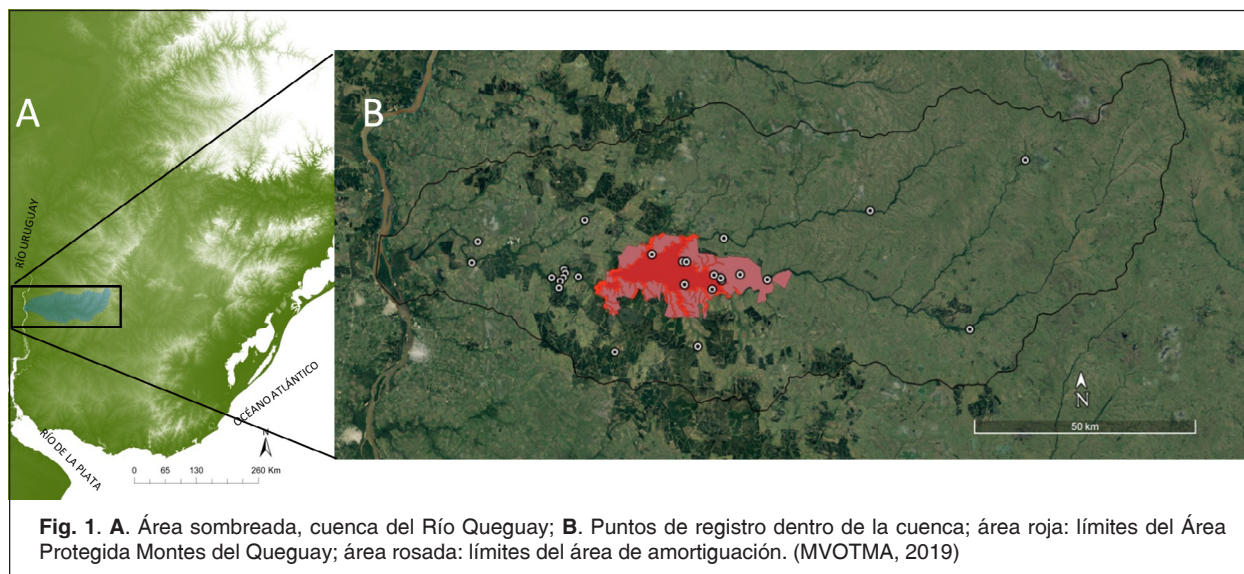 A
B
RÍO URUGUAY
OCÉANO ATLÁNTICO
RÍO DE LA PLATA
N
0 65 130 260 Km
N
50 km
Fig. 1. A. Área sombreada, cuenca del Río Queguay; B. Puntos de registro dentro de la cuenca; área roja: límites del Área
Protegida Montes del Queguay; área rosada: límites del área de amortiguación. (MVOTMA, 2019)